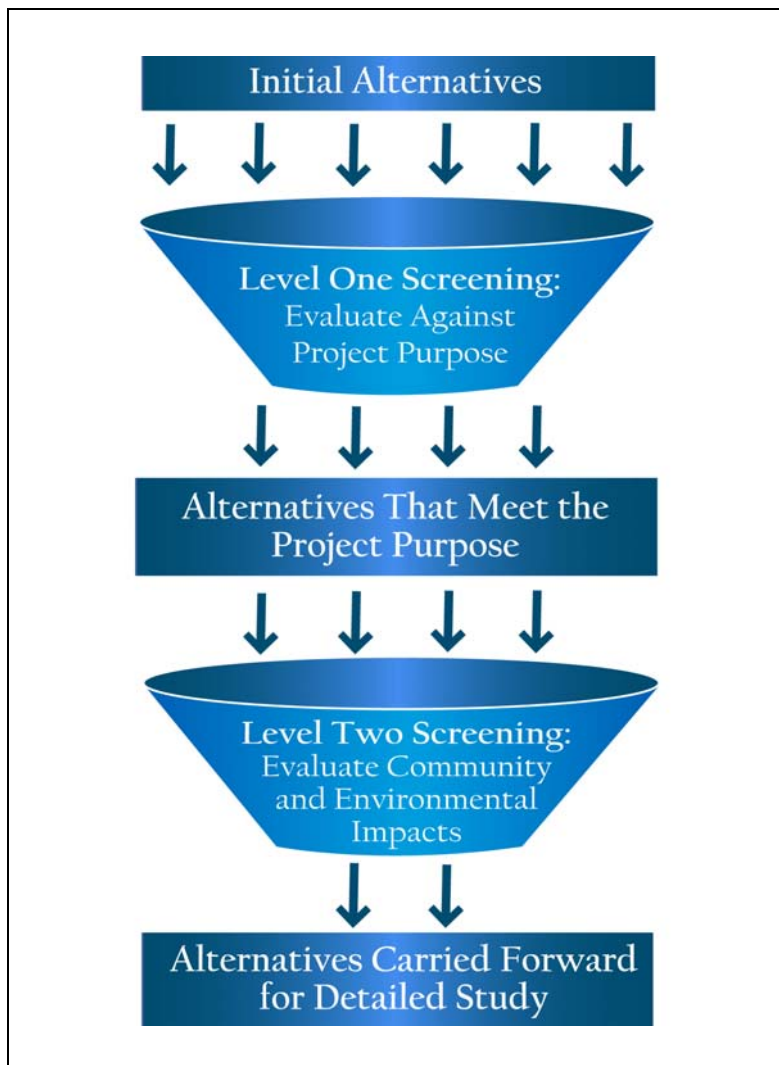 Initial Alternatives
Level One Screening:
Evaluate Against
Project Purpose
Alternatives That Meet the
Project Purpose
Level Two Screening:
Evaluate Community
and Environmental
Impacts
Alternatives Carried Forward
for Detailed Study